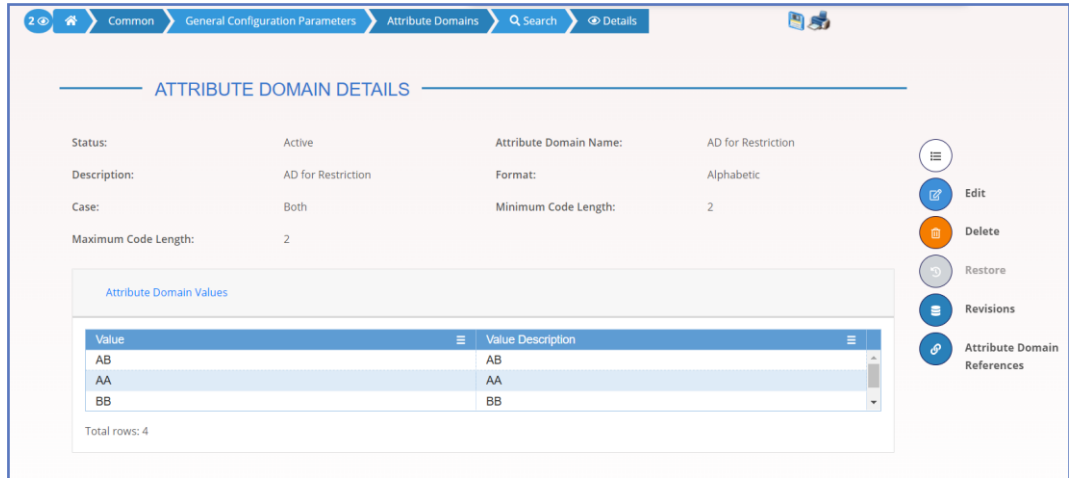 2 Common General Configuration Parameters Attribute Domains Search Details
ATTRIBUTE DOMAIN DETAILS
Status: Active Attribute Domain Name: AD for Restriction
Description: AD for Restriction Format: Alphabetic
Case: Both Minimum Code Length: 2
Maximum Code Length: 2
Edit
Delete
Restore
Revisions
Attribute Domain
References
Attribute Domain Values
Value Value Description
AB AB
AA AA
BB BB
Total rows: 4